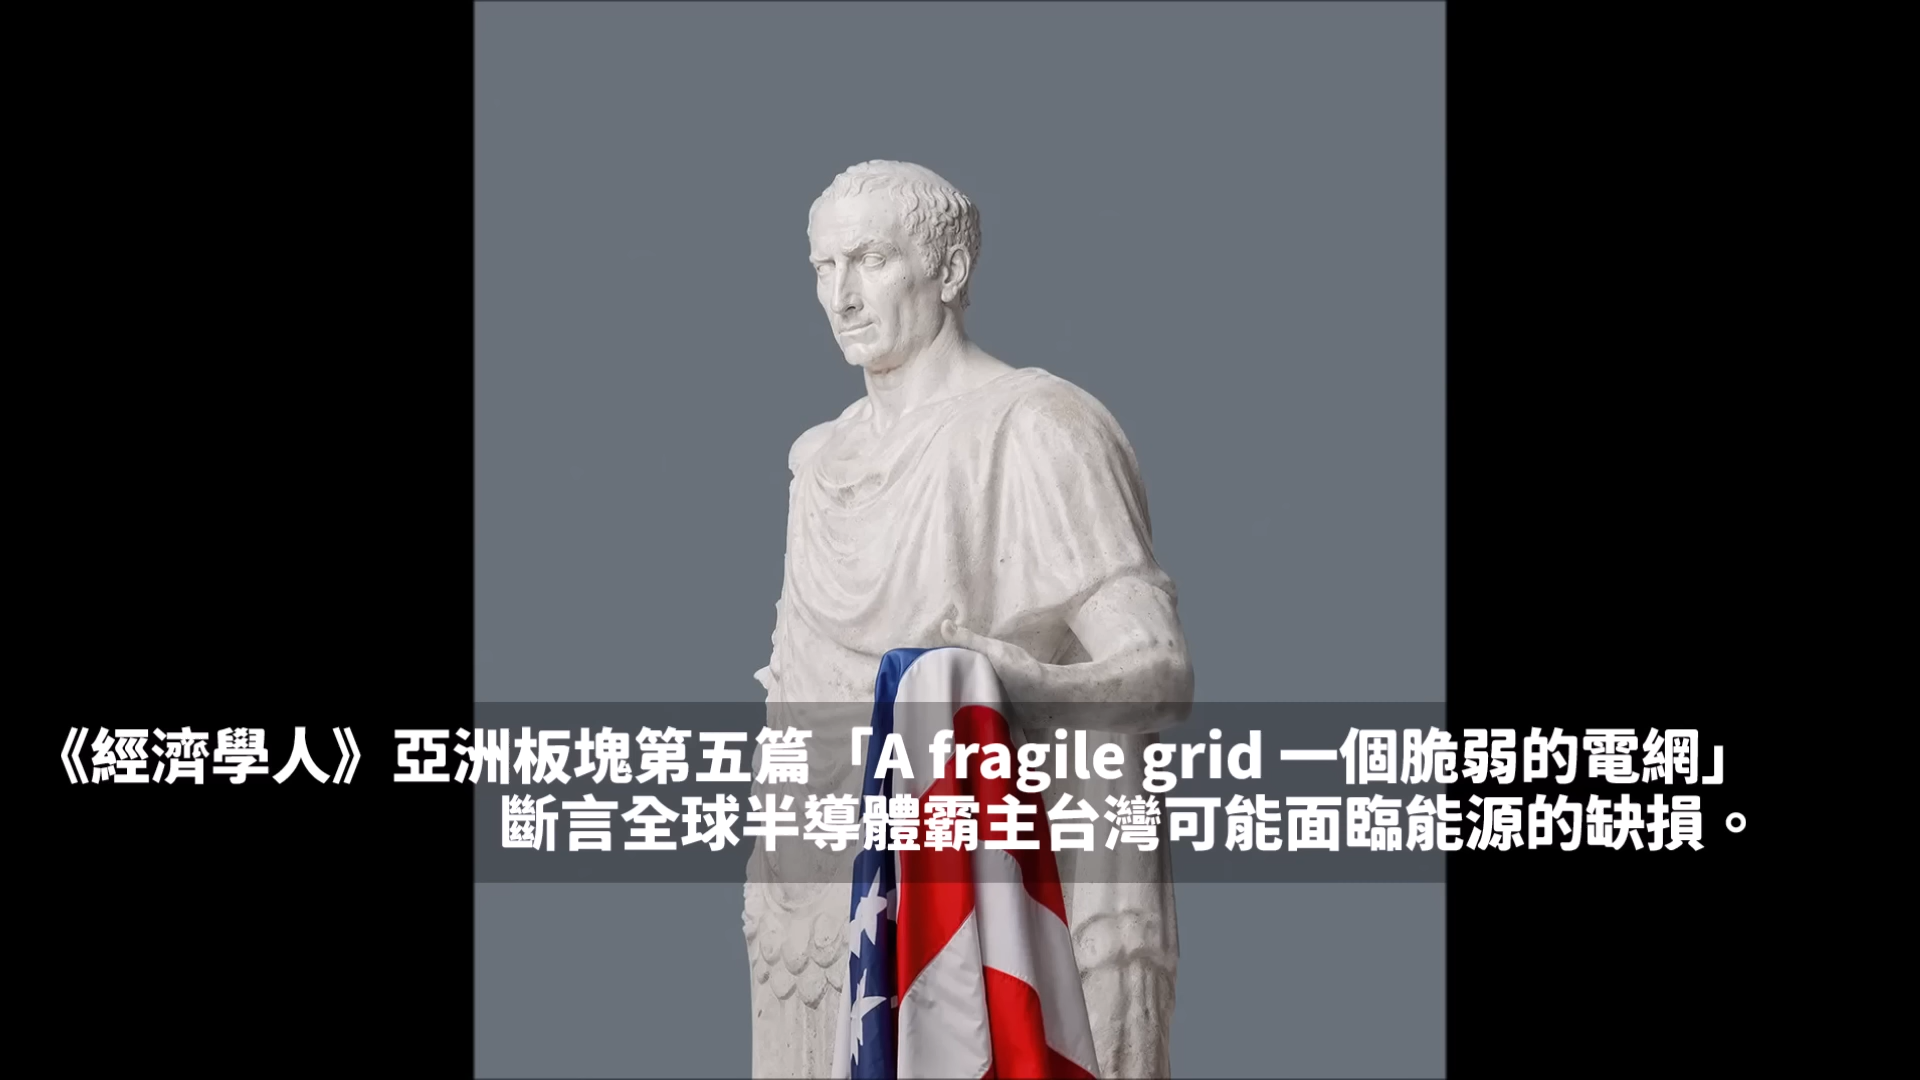 《經濟學人》亞洲板塊第五篇「A fragile grid 一個脆弱的電網」
斷言全球半導體霸主台灣可能面臨能源的缺損。